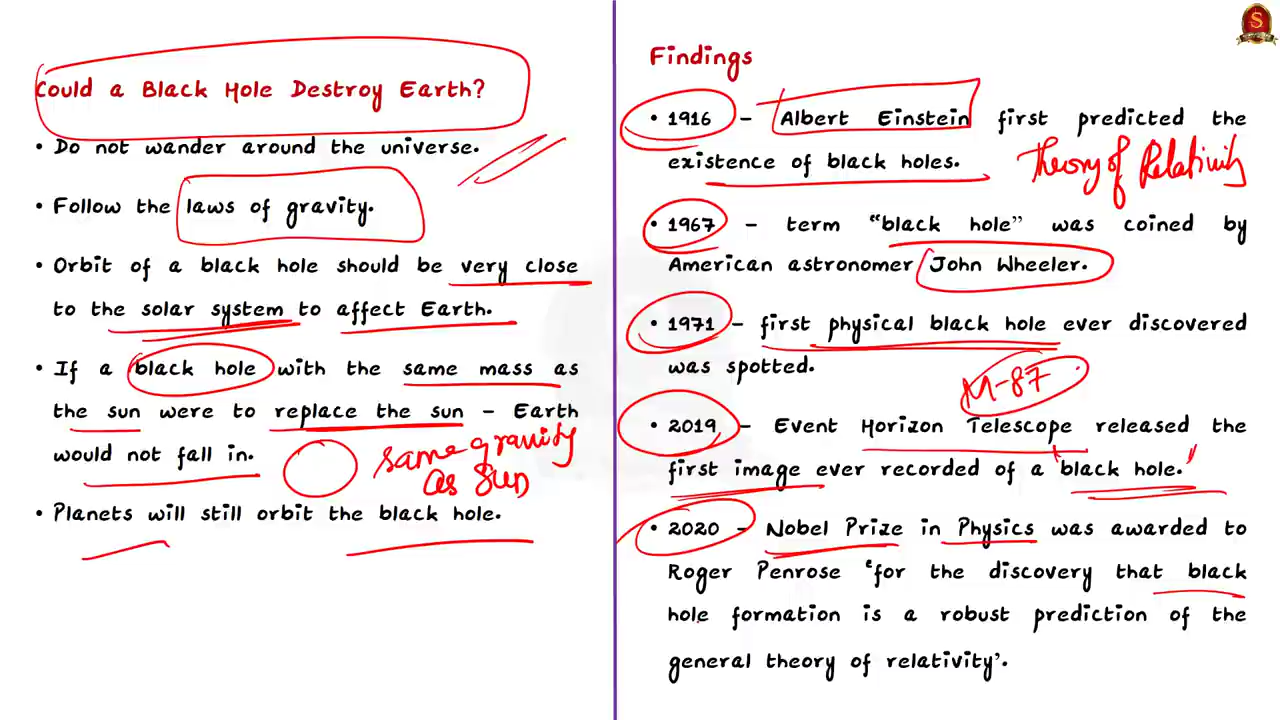 Could a Black Hole Destroy Earth?
• Do not wander around the universe.
• Follow the laws of gravity.
• Orbit of a black hole should be very close
to the solar system to affect Earth.
• If a black hole with the same mass as
the sun were to replace the sun – Earth
would not fall in.
same gravity
as sun
• Planets will still orbit the black hole.
Findings
• 1916 – Albert Einstein first predicted the
existence of black holes.
Theory of Relativity
• 1967 – term “black hole” was coined by
American astronomer John Wheeler.
• 1971 – first physical black hole ever discovered
was spotted.
M-87
• 2019 – Event Horizon Telescope released the
first image ever recorded of a black hole.
• 2020 – Nobel Prize in Physics was awarded to
Roger Penrose ‘for the discovery that black
hole formation is a robust prediction of the
general theory of relativity’.
S